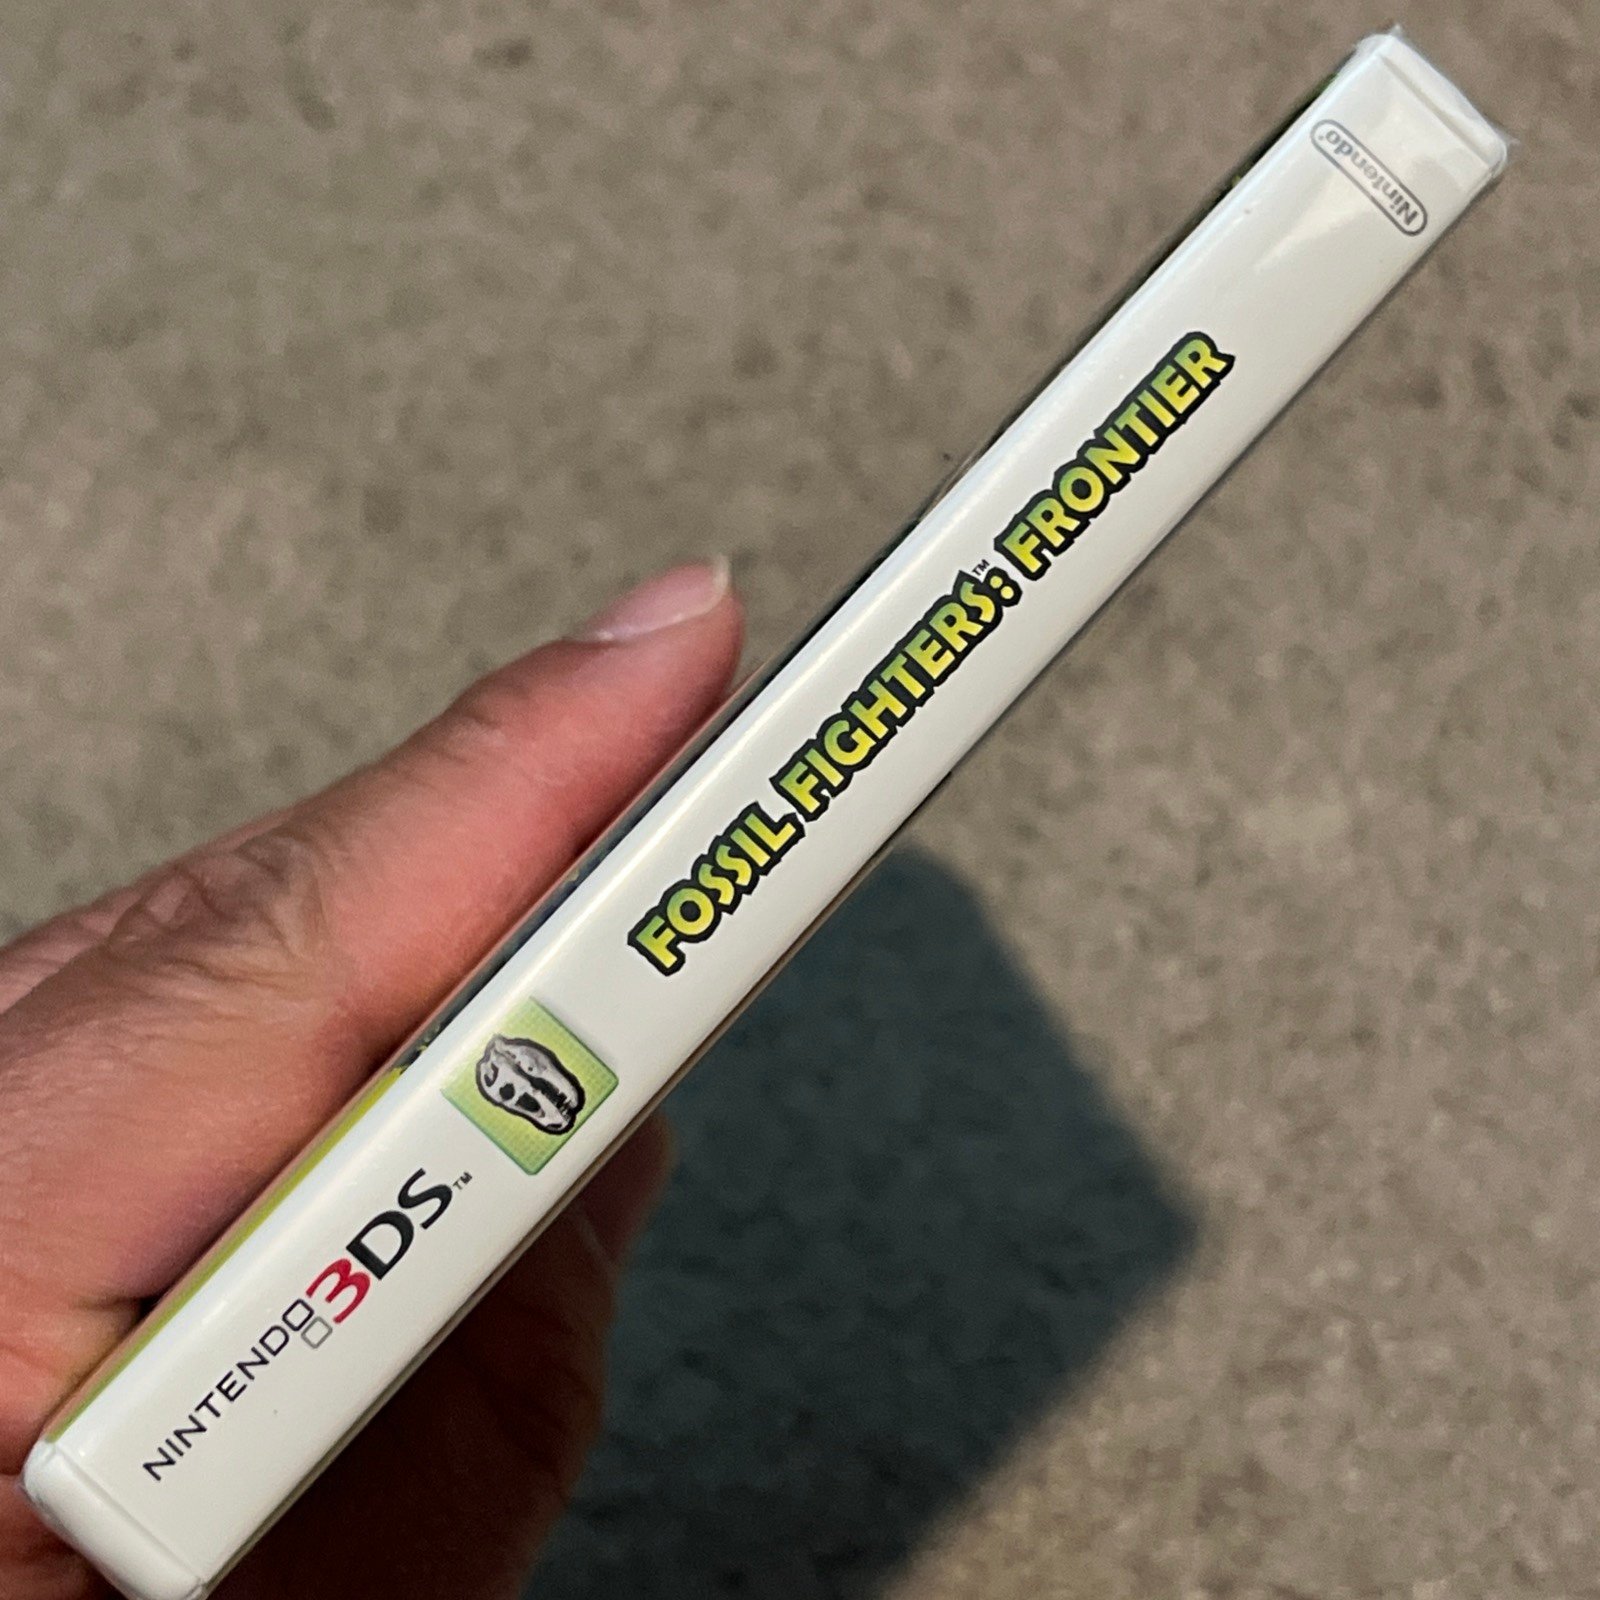 NINTENDO 3DS™
FOSSIL FIGHTERS™: FRONTIER
Nintendo®